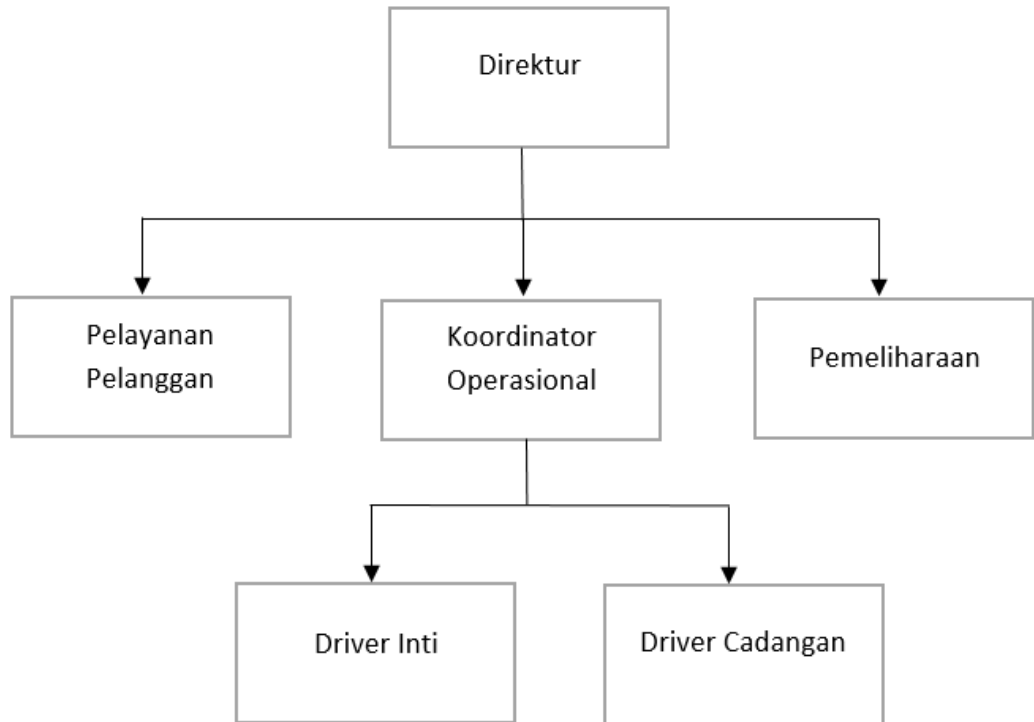 Direktur
Pelayanan
Pelanggan
Koordinator
Operasional
Pemeliharaan
Driver Inti
Driver Cadangan